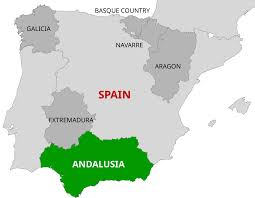 BASQUE COUNTRY
GALICIA
NAVARRE
ARAGON
SPAIN
EXTREMADURA
ANDALUSIA